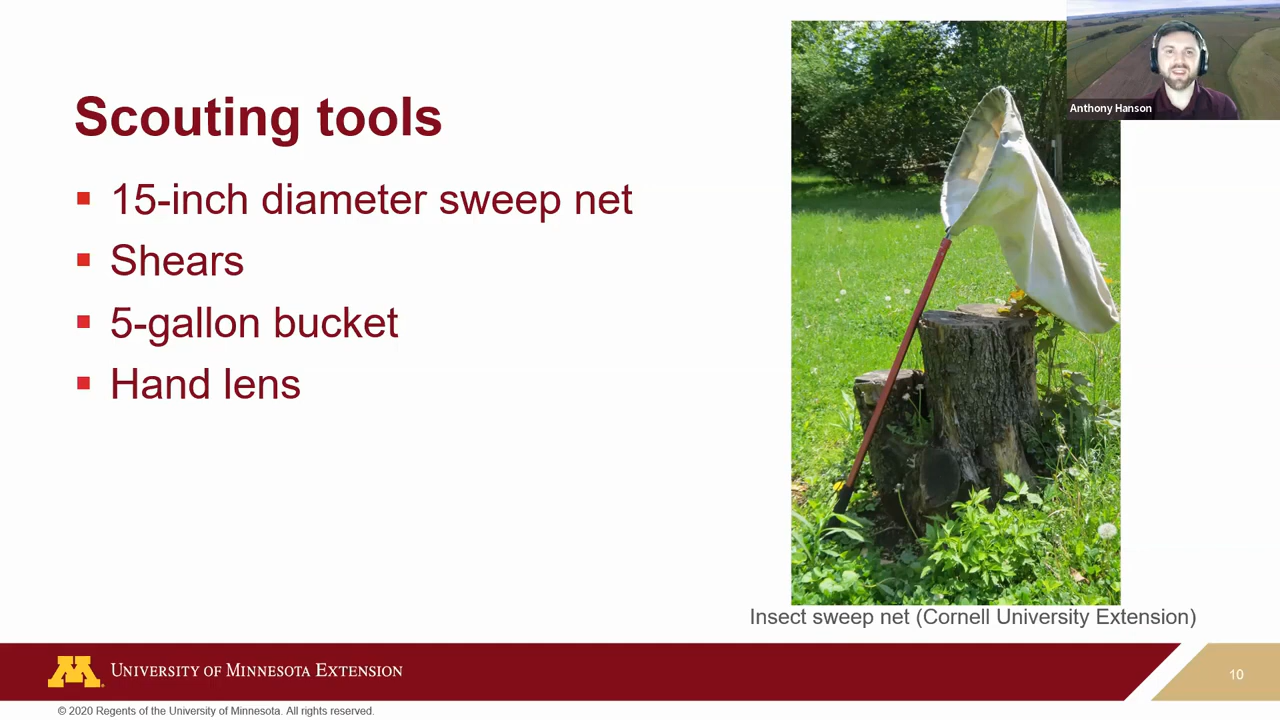 Scouting tools
15-inch diameter sweep net
Shears
5-gallon bucket
Hand lens
Anthony Hanson
Insect sweep net (Cornell University Extension)
M
University of Minnesota Extension
10
© 2020 Regents of the University of Minnesota. All rights reserved.